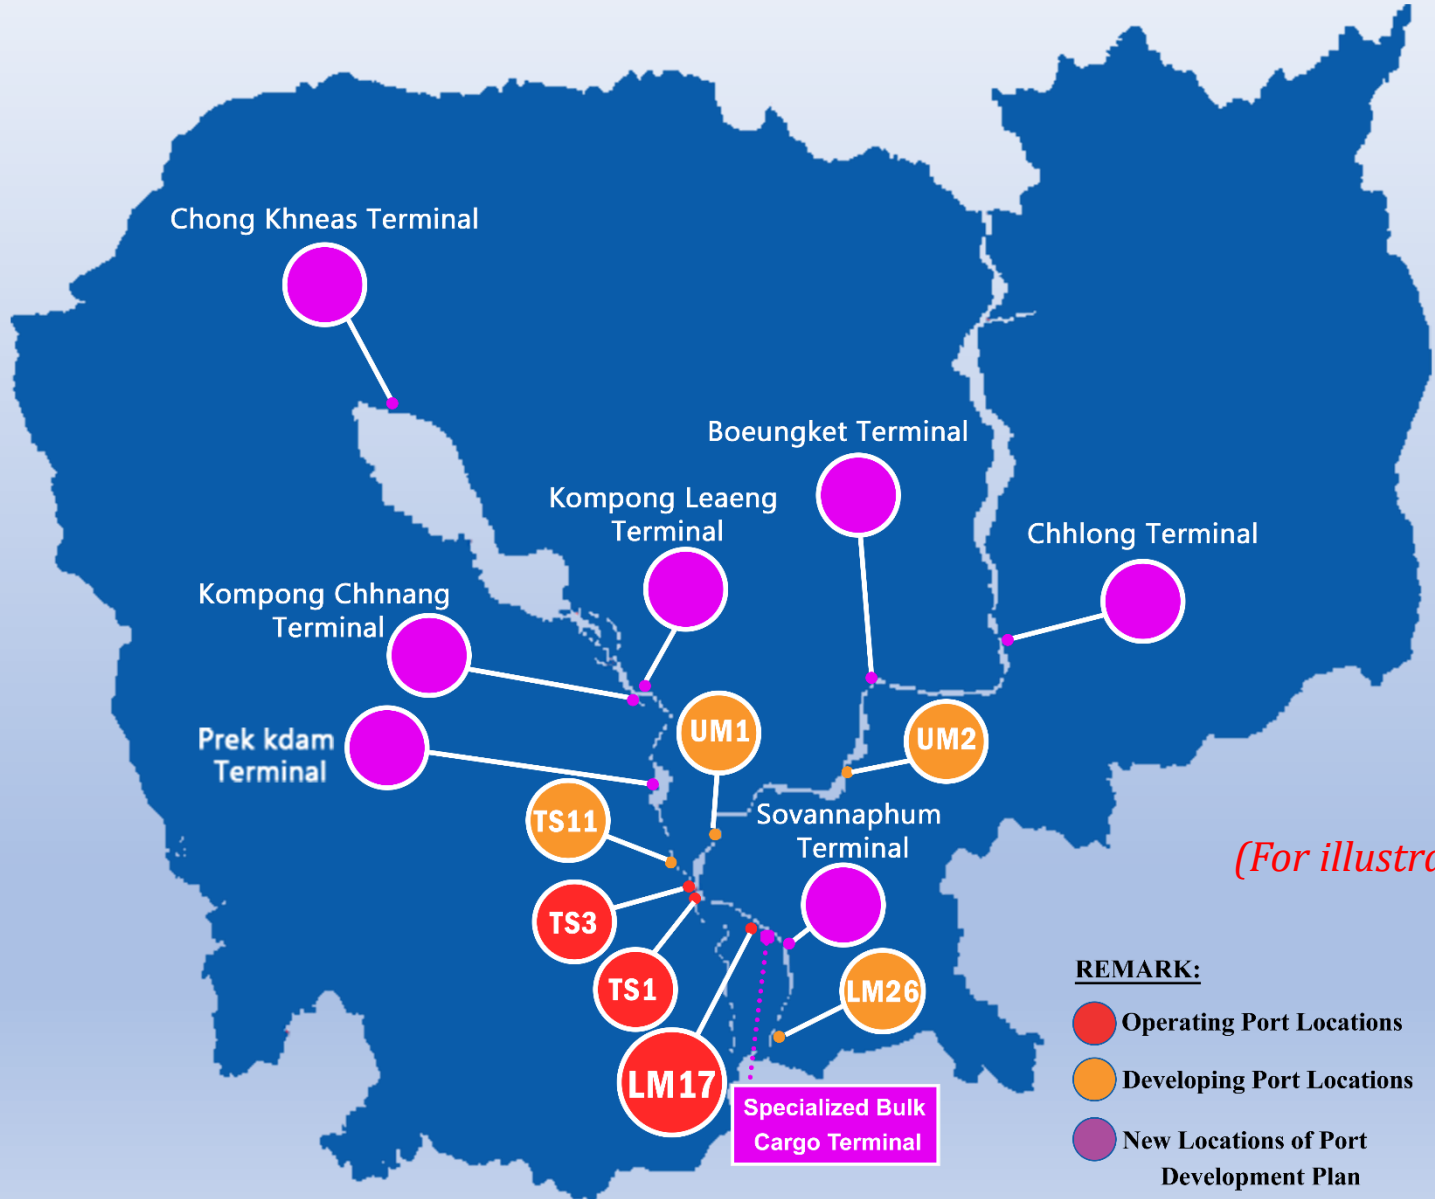 Chong Khneas Terminal
Boeungket Terminal
Kompong Leaeng
Terminal
Chhlong Terminal
Kompong Chhnang
Terminal
Prek kdam
Terminal
UM1
UM2
TS11
Sovannaphum
Terminal
TS3
TS1
LM26
LM17
Specialized Bulk
Cargo Terminal
(For illustra
REMARK:
Operating Port Locations
Developing Port Locations
New Locations of Port
Development Plan